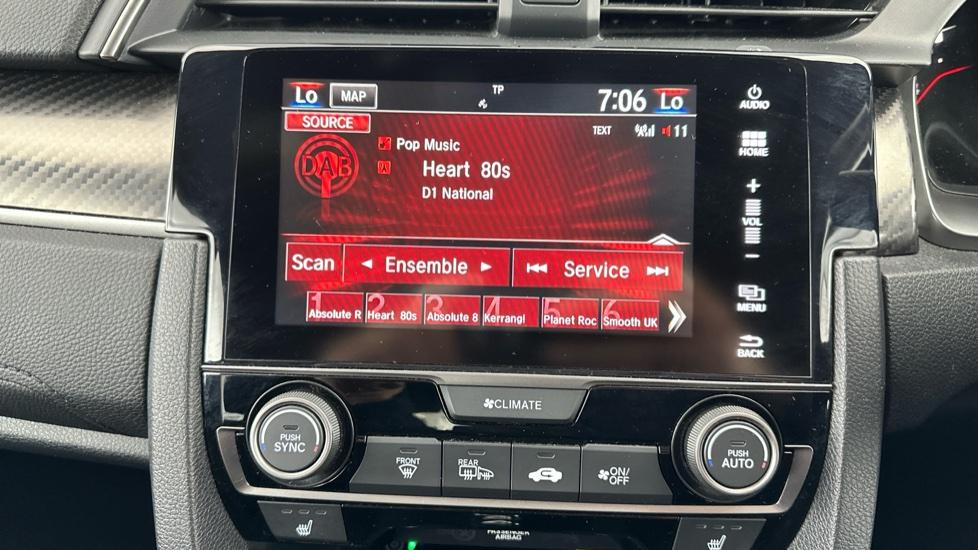 Lo MAP TP 7:06 Lo
SOURCE TEXT 11
DAB Pop Music
Heart 80s
D1 National
Scan Ensemble Service
1 Absolute R 2 Heart 80s 3 Absolute 8 4 Kerrang! 5 Planet Roc 6 Smooth UK
AUDIO
HOME
+
VOL
-
MENU
BACK
CLIMATE
PUSH
SYNC
FRONT
REAR
ON/
OFF
PUSH
AUTO
PASSENGER
AIRBAG